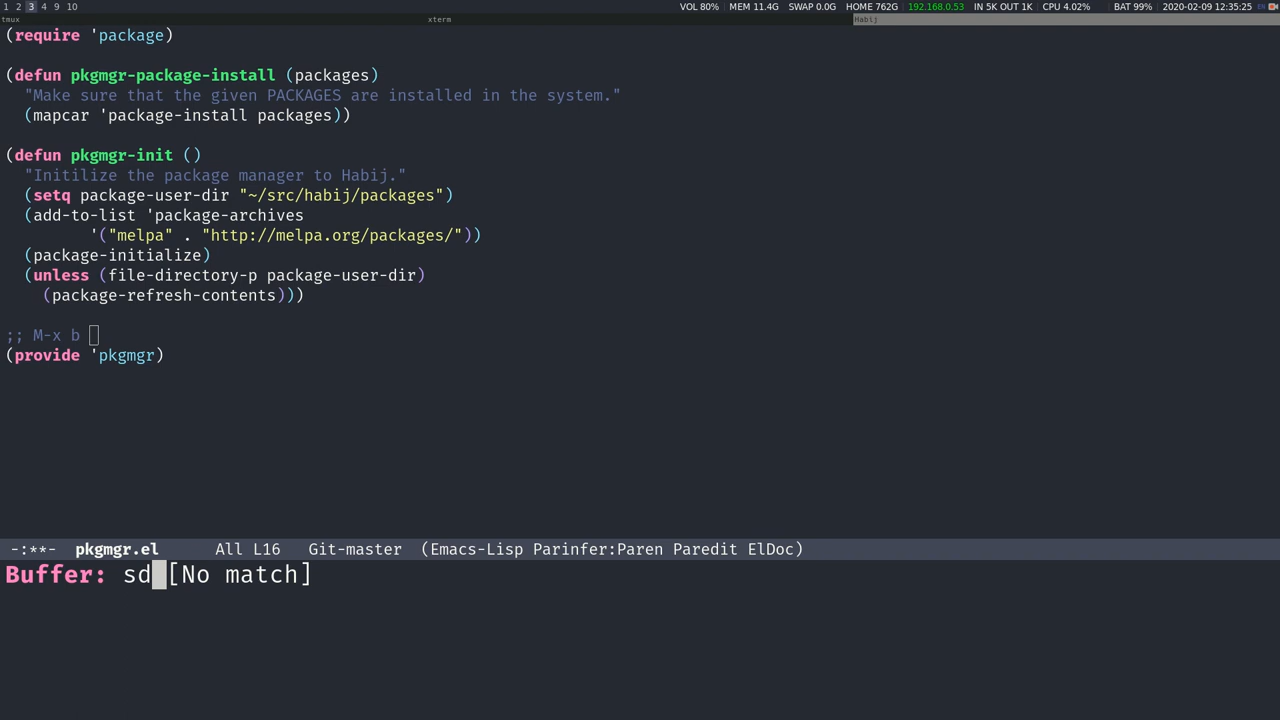 1 2 3 4 9 10 VOL 80% MEM 11.4G SWAP 0.0G HOME 762G 192.168.0.53 IN 5K OUT 1K CPU 4.02% BAT 99% 2020-02-09 12:35:25
tmux xterm Habij
(require 'package)
(defun pkgmgr-package-install (packages)
  "Make sure that the given PACKAGES are installed in the system."
  (mapcar 'package-install packages))
(defun pkgmgr-init ()
  "Initilize the package manager to Habij."
  (setq package-user-dir "~/src/habij/packages")
  (add-to-list 'package-archives
         '("melpa" . "http://melpa.org/packages/"))
  (package-initialize)
  (unless (file-directory-p package-user-dir)
    (package-refresh-contents)))
;; M-x b
(provide 'pkgmgr)
-:**- pkgmgr.el All L16 Git-master (Emacs-Lisp Parinfer:Paren Paredit ElDoc)
Buffer: sd [No match]